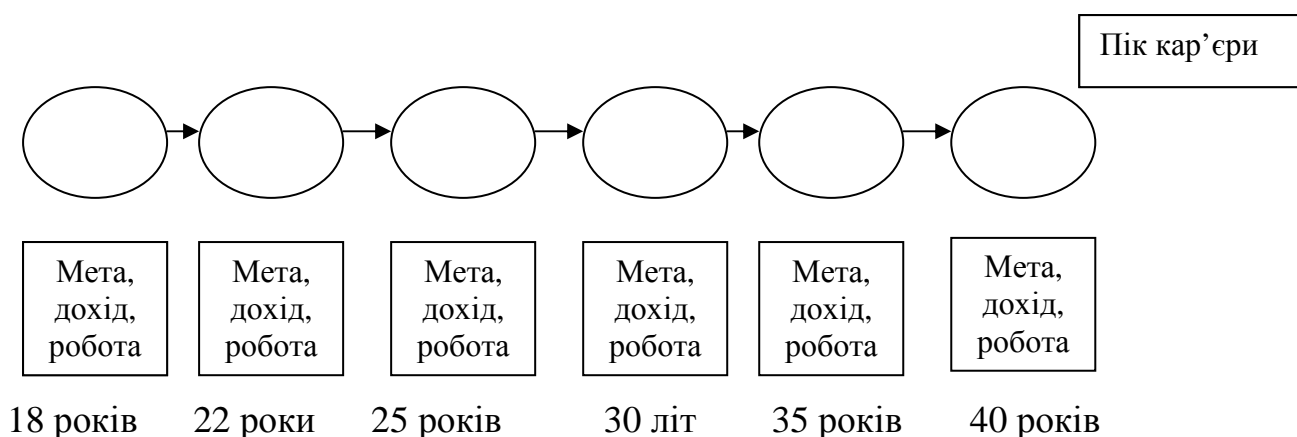 Пік кар’єри
Мета,
дохід,
робота
Мета,
дохід,
робота
Мета,
дохід,
робота
Мета,
дохід,
робота
Мета,
дохід,
робота
Мета,
дохід,
робота
18 років 22 роки 25 років 30 літ 35 років 40 років